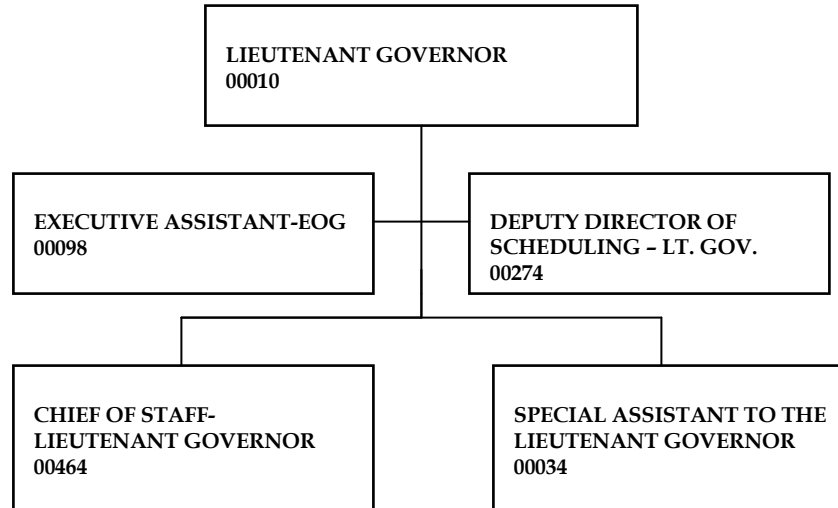 LIEUTENANT GOVERNOR
00010
EXECUTIVE ASSISTANT-EOG
00098
DEPUTY DIRECTOR OF
SCHEDULING – LT. GOV.
00274
CHIEF OF STAFF-
LIEUTENANT GOVERNOR
00464
SPECIAL ASSISTANT TO THE
LIEUTENANT GOVERNOR
00034